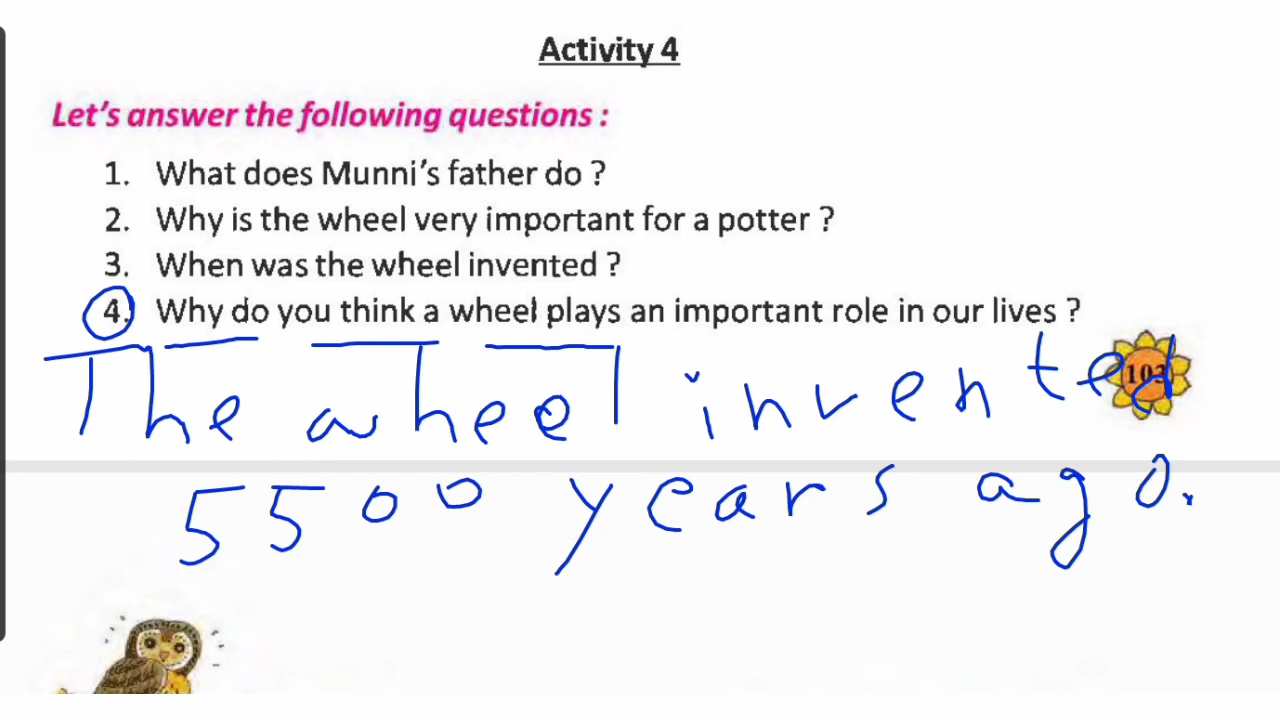 Activity 4
Let's answer the following questions :
1. What does Munni's father do ?
2. Why is the wheel very important for a potter ?
3. When was the wheel invented ?
4. Why do you think a wheel plays an important role in our lives ?
The wheel invented
103
5500 years ago.